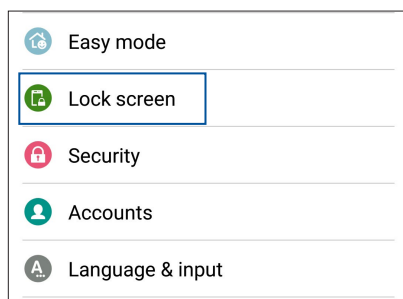 Easy mode
Lock screen
Security
Accounts
Language & input